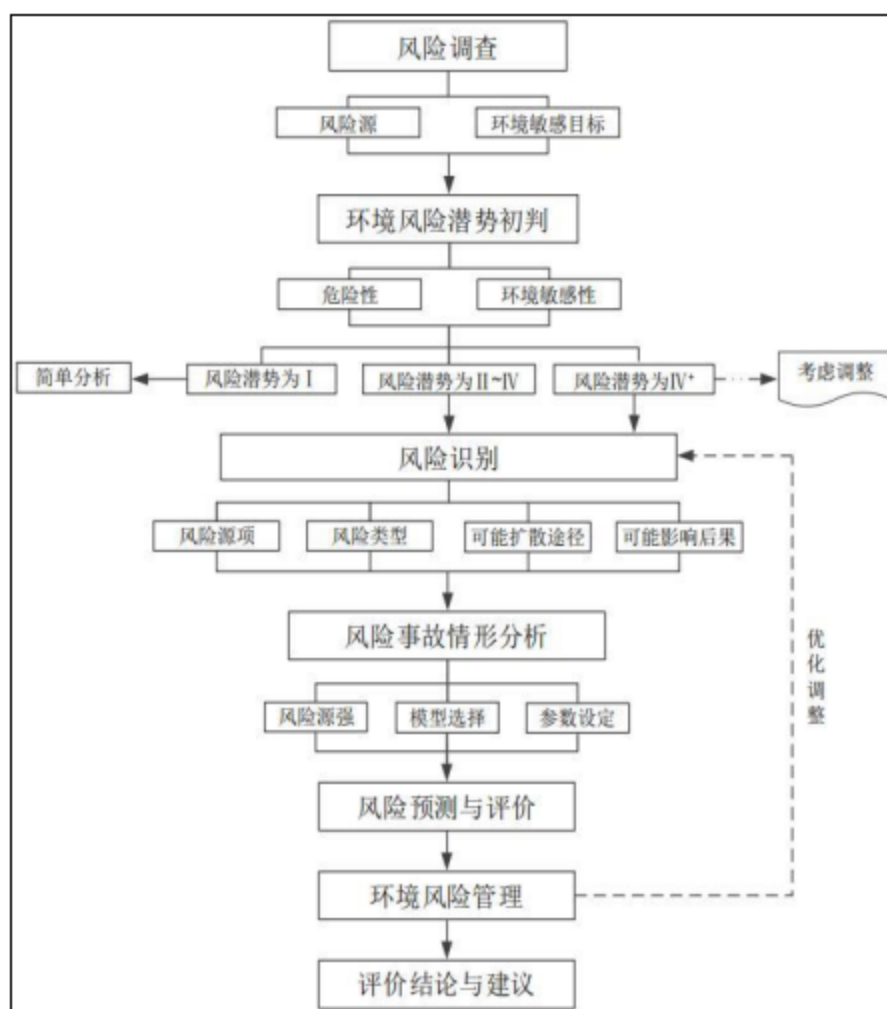 风险调查
风险源
环境敏感目标
环境风险潜势初判
危险性
环境敏感性
简单分析
风险潜势为Ⅰ
风险潜势为Ⅱ~Ⅳ
风险潜势为Ⅳ⁺
考虑调整
风险识别
风险源项
风险类型
可能扩散途径
可能影响后果
风险事故情形分析
风险源强
模型选择
参数设定
优化调整
风险预测与评价
环境风险管理
评价结论与建议